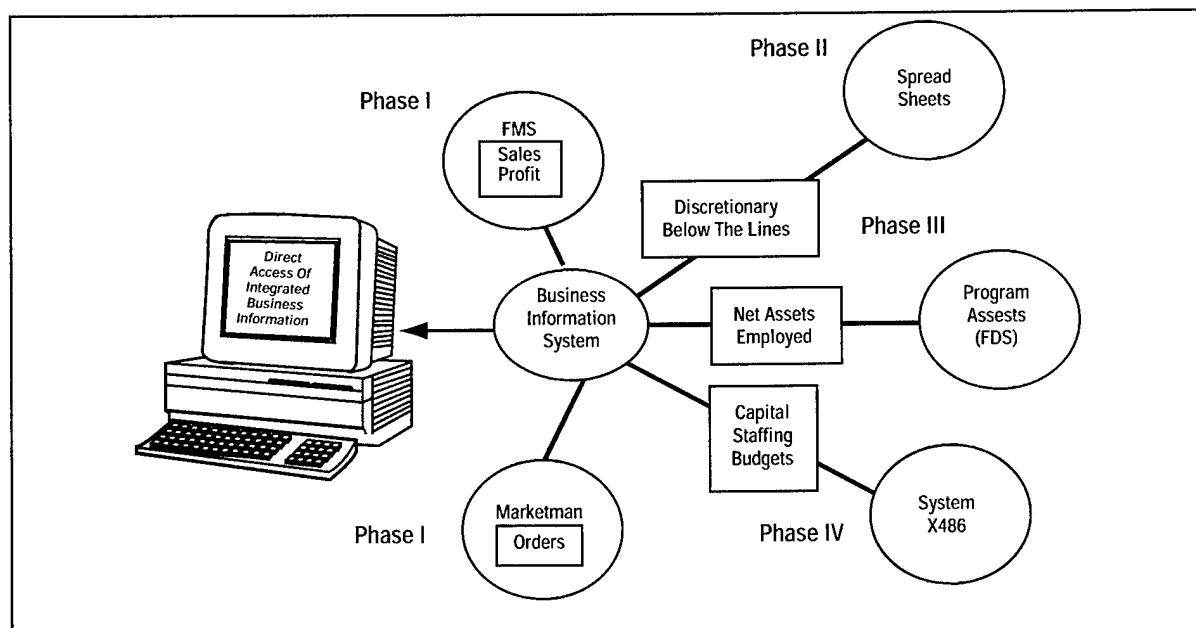 Phase II
Spread
Sheets
Phase I
FMS
Sales
Profit
Discretionary
Below The Lines
Phase III
Direct
Access Of
Integrated
Business
Information
Business
Information
System
Net Assets
Employed
Program
Assests
(FDS)
Capital
Staffing
Budgets
Phase I
Marketman
Orders
Phase IV
System
X486